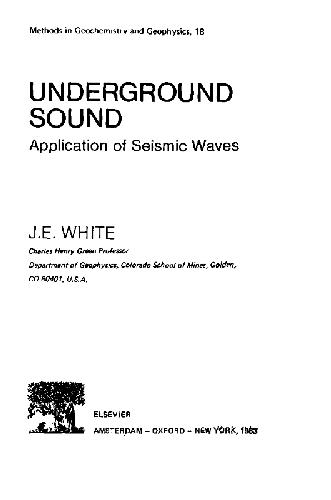 Methods in Geochemistry and Geophysics, 18
UNDERGROUND
SOUND
Application of Seismic Waves
J.E. WHITE
Charles Henry Green Professor
Department of Geophysics, Colorado School of Mines, Golden,
CO 80401, U.S.A.
ELSEVIER
AMSTERDAM – OXFORD – NEW YORK, 1983